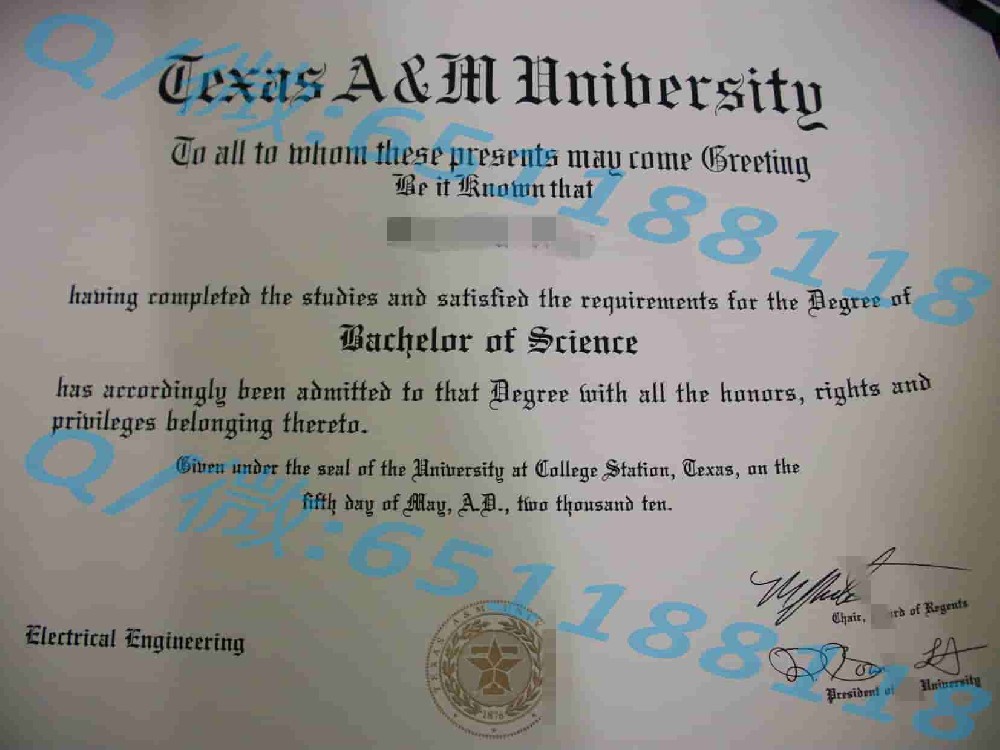 Texas A&M University
To all to whom these presents may come Greeting
Be it Known that
having completed the studies and satisfied the requirements for the Degree of
Bachelor of Science
has accordingly been admitted to that Degree with all the honors, rights and
privileges belonging thereto.
Given under the seal of the University at College Station, Texas, on the
fifth day of May, A.D., two thousand ten.
Electrical Engineering
TEXAS A&M
1876
Chair, of Regents
President of University
Q/微:651188118
Q/微:651188118